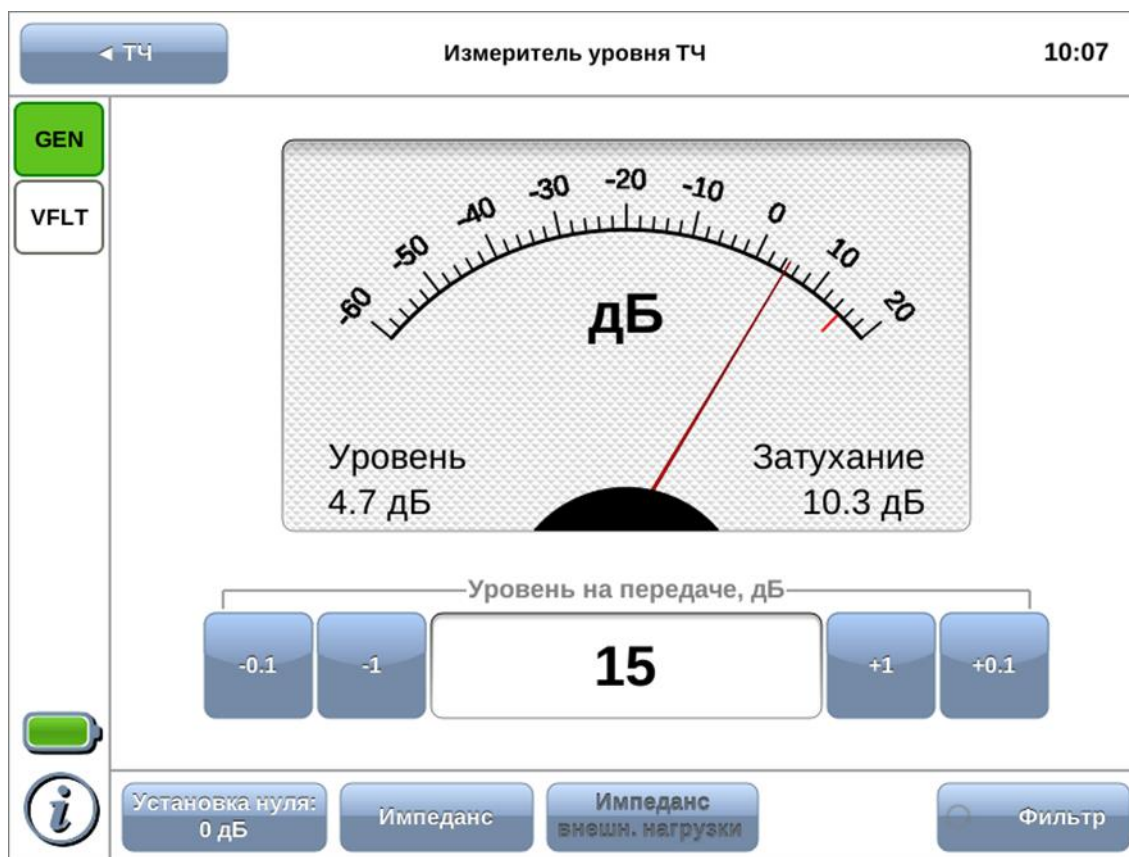 ◄ ТЧ
Измеритель уровня ТЧ
10:07
GEN
VFLT
-60
-50
-40
-30
-20
-10
0
10
20
дБ
Уровень
4.7 дБ
Затухание
10.3 дБ
Уровень на передаче, дБ
-0.1
-1
15
+1
+0.1
i
Установка нуля:
0 дБ
Импеданс
Импеданс
внешн. нагрузки
Фильтр